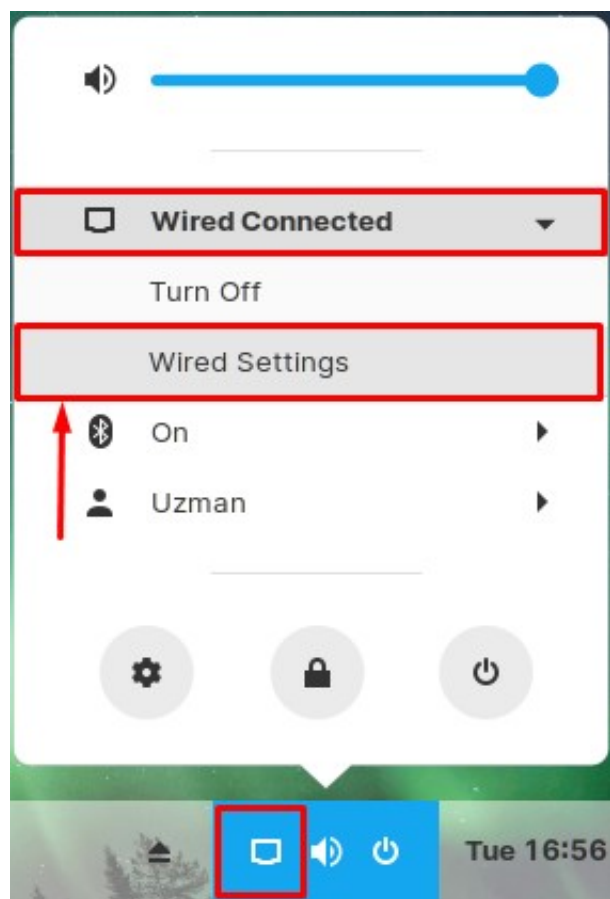 Wired Connected
Turn Off
Wired Settings
On
Uzman
Tue 16:56